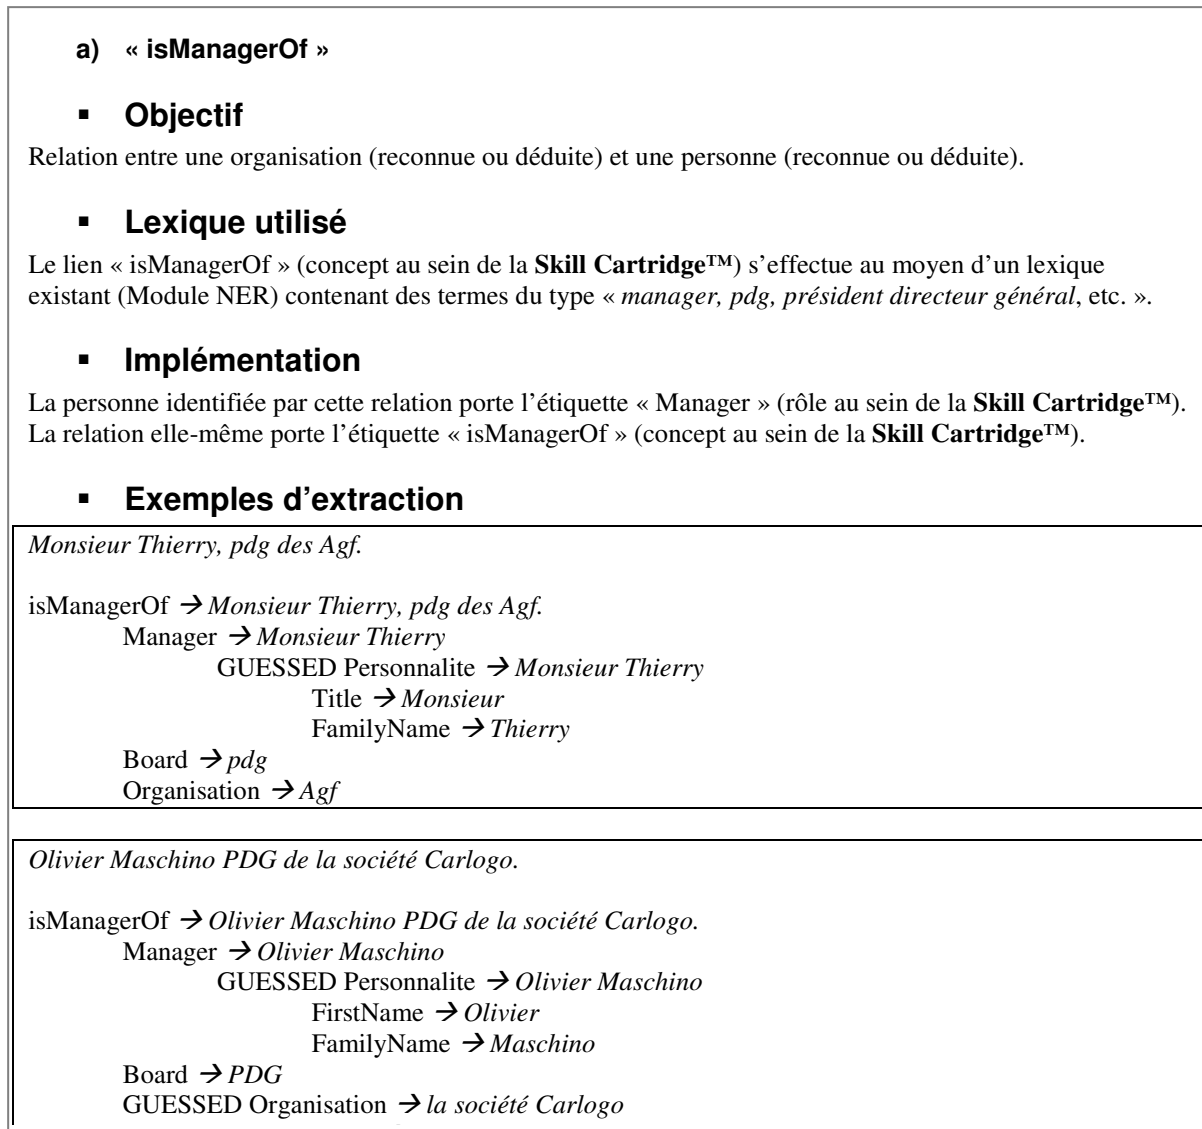 a) « isManagerOf »
▪ Objectif
Relation entre une organisation (reconnue ou déduite) et une personne (reconnue ou déduite).
▪ Lexique utilisé
Le lien « isManagerOf » (concept au sein de la Skill Cartridge™) s’effectue au moyen d’un lexique
existant (Module NER) contenant des termes du type « manager, pdg, président directeur général, etc. ».
▪ Implémentation
La personne identifiée par cette relation porte l’étiquette « Manager » (rôle au sein de la Skill Cartridge™).
La relation elle-même porte l’étiquette « isManagerOf » (concept au sein de la Skill Cartridge™).
▪ Exemples d’extraction
Monsieur Thierry, pdg des Agf.
isManagerOf → Monsieur Thierry, pdg des Agf.
Manager → Monsieur Thierry
GUESSED Personnalite → Monsieur Thierry
Title → Monsieur
FamilyName → Thierry
Board → pdg
Organisation → Agf
Olivier Maschino PDG de la société Carlogo.
isManagerOf → Olivier Maschino PDG de la société Carlogo.
Manager → Olivier Maschino
GUESSED Personnalite → Olivier Maschino
FirstName → Olivier
FamilyName → Maschino
Board → PDG
GUESSED Organisation → la société Carlogo